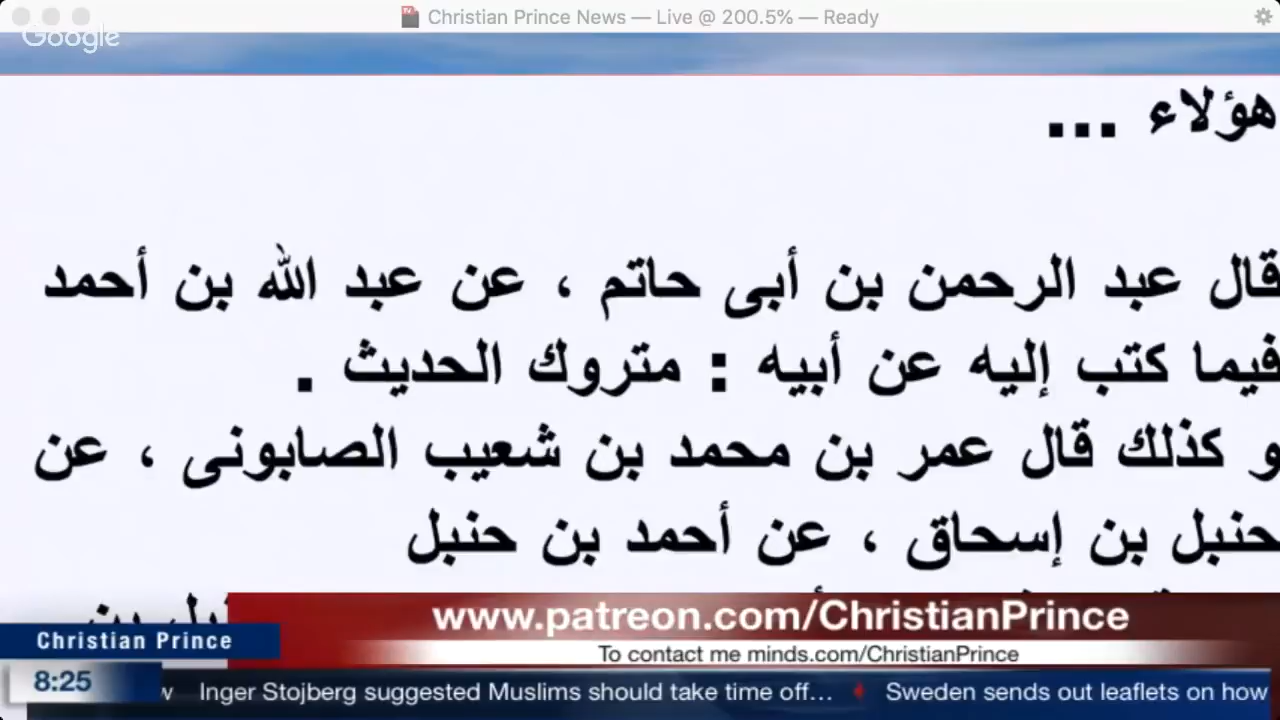 Christian Prince News — Live @ 200.5% — Ready
Google
هؤلاء ...
قال عبد الرحمن بن أبى حاتم ، عن عبد الله بن أحمد
فيما كتب إليه عن أبيه : متروك الحديث .
و كذلك قال عمر بن محمد بن شعيب الصابونى ، عن
حنبل بن إسحاق ، عن أحمد بن حنبل
www.patreon.com/ChristianPrince
Christian Prince
To contact me minds.com/ChristianPrince
8:25
w Inger Stojberg suggested Muslims should take time off... Sweden sends out leaflets on how